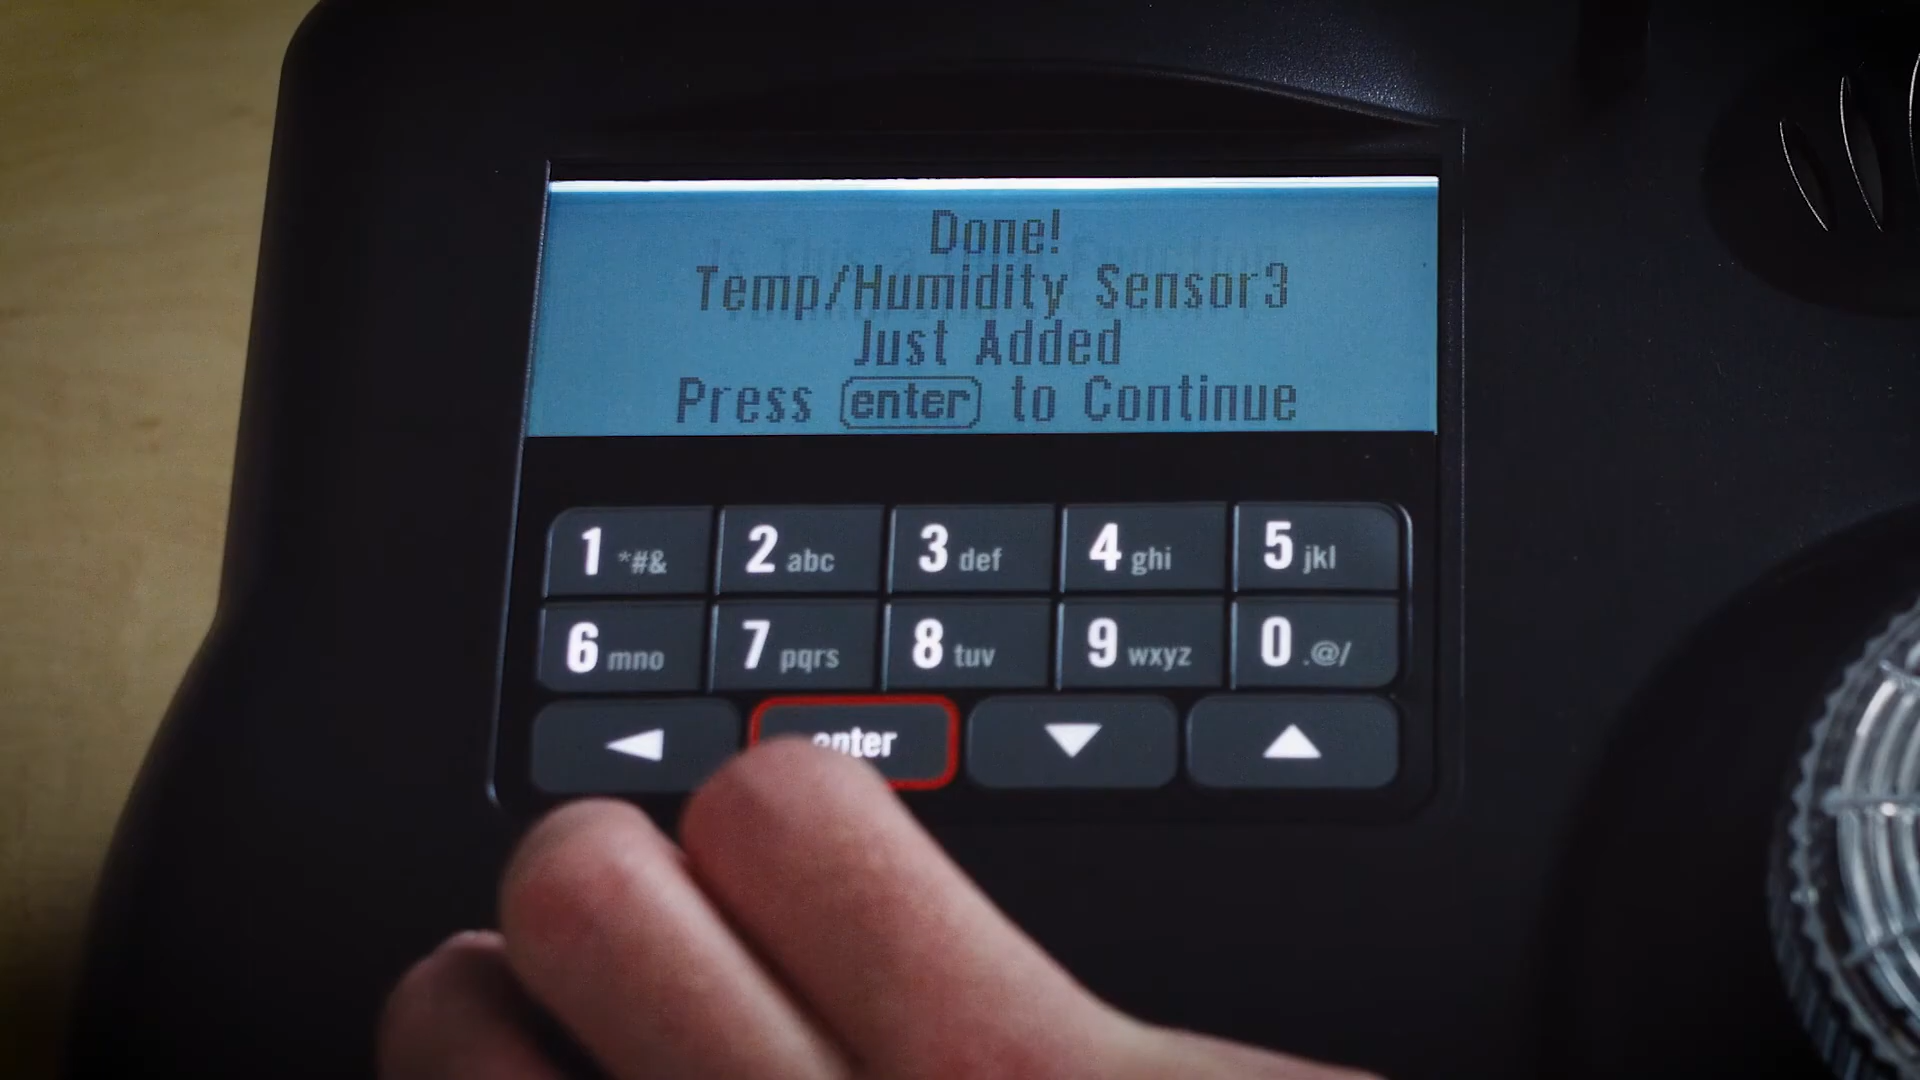 Done!
Temp/Humidity Sensor3
Just Added
Press enter to Continue
1 *#& 2 abc 3 def 4 ghi 5 jkl
6 mno 7 pqrs 8 tuv 9 wxyz 0 .@/
enter